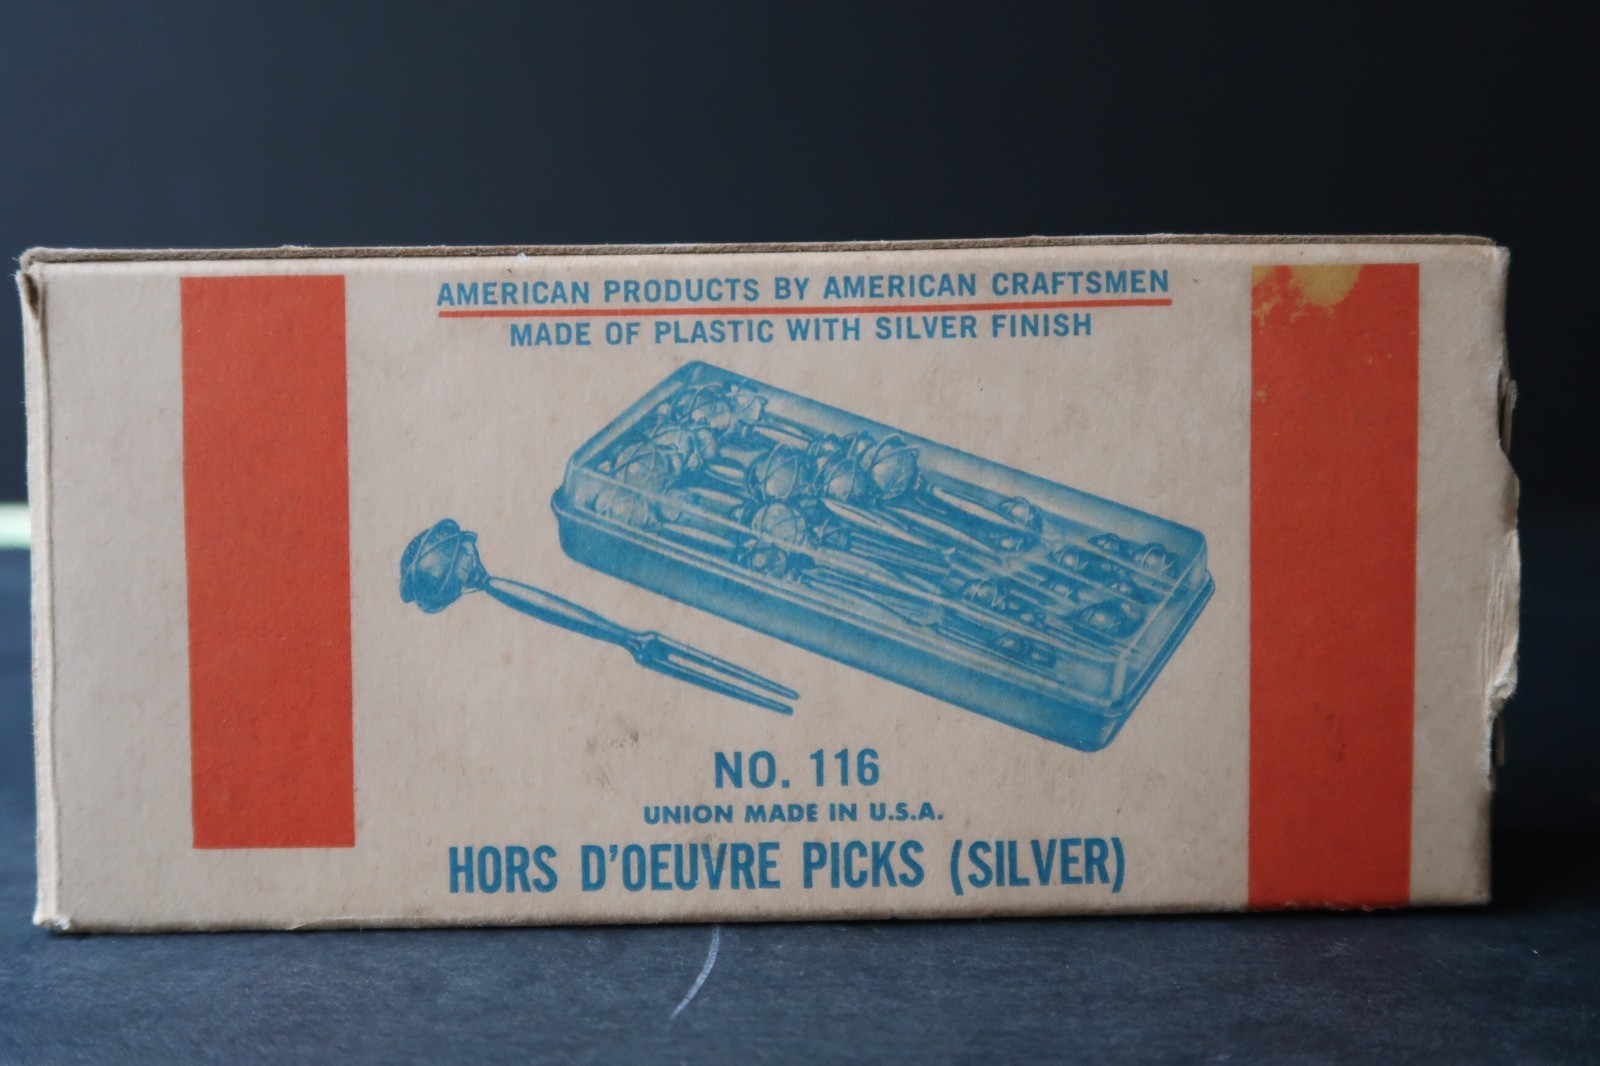 AMERICAN PRODUCTS BY AMERICAN CRAFTSMEN
MADE OF PLASTIC WITH SILVER FINISH
NO. 116
UNION MADE IN U.S.A.
HORS D'OEUVRE PICKS (SILVER)